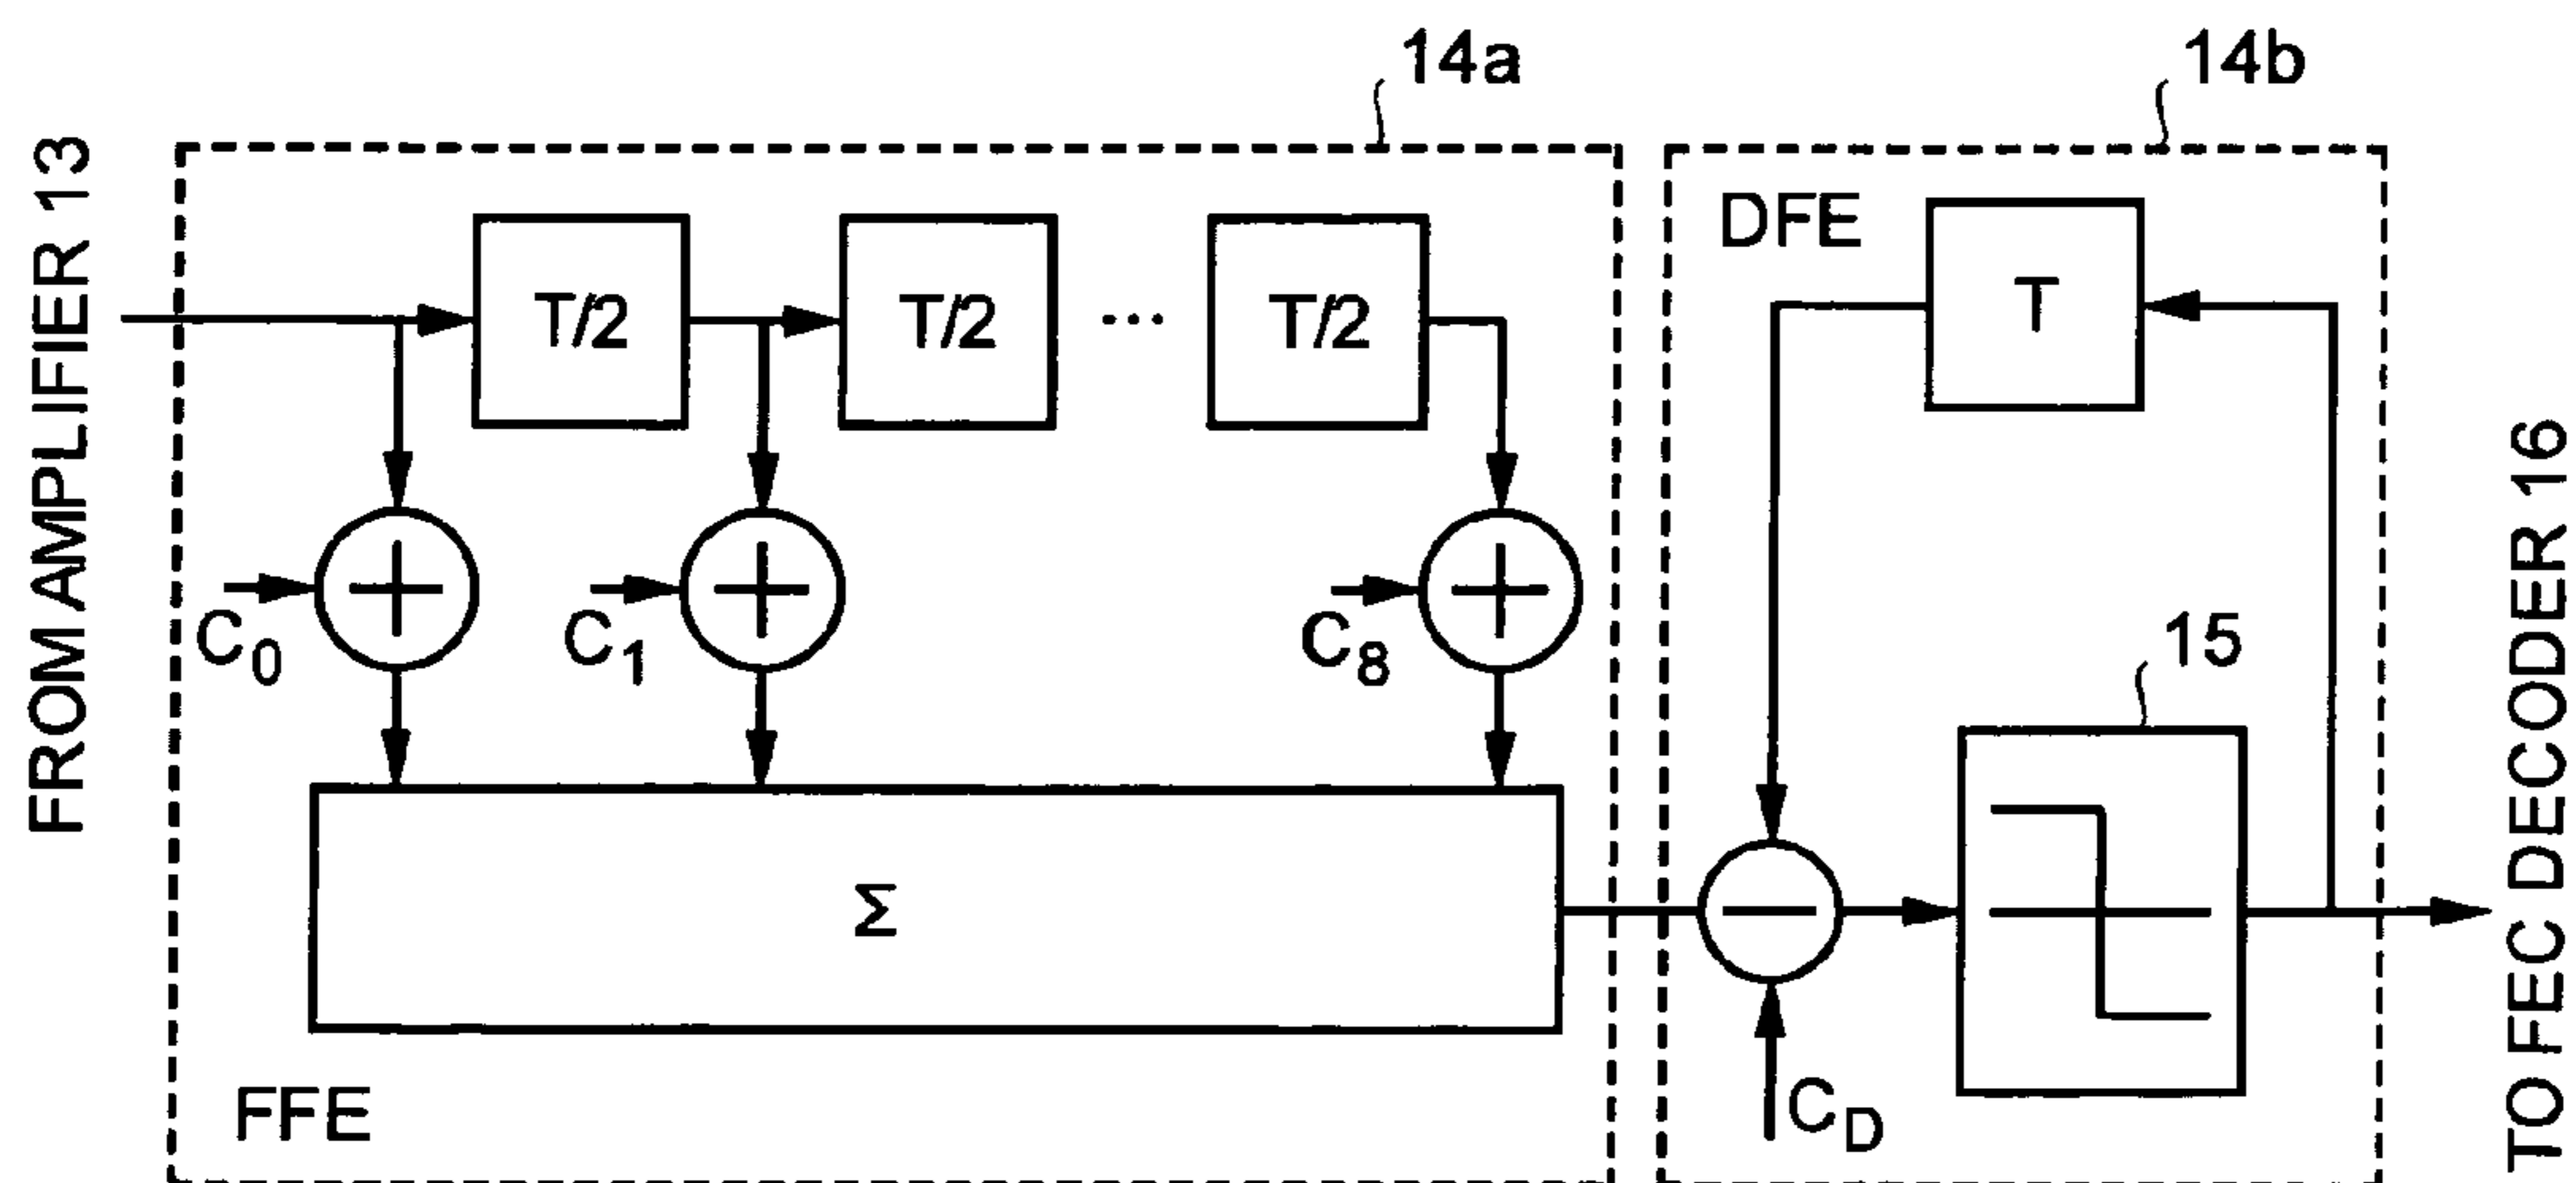 14a
14b
FROM AMPLIFIER 13
T/2
T/2
...
T/2
DFE
T
C0
C1
C8
15
Σ
FFE
CD
TO FEC DECODER 16